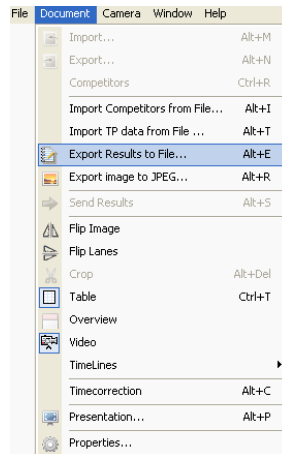 File Document Camera Window Help
Import... Alt+M
Export... Alt+N
Competitors Ctrl+R
Import Competitors from File... Alt+I
Import TP data from File ... Alt+T
Export Results to File... Alt+E
Export image to JPEG... Alt+R
Send Results Alt+S
Flip Image
Flip Lanes
Crop Alt+Del
Table Ctrl+T
Overview
Video
TimeLines
Timecorrection Alt+C
Presentation... Alt+P
Properties...